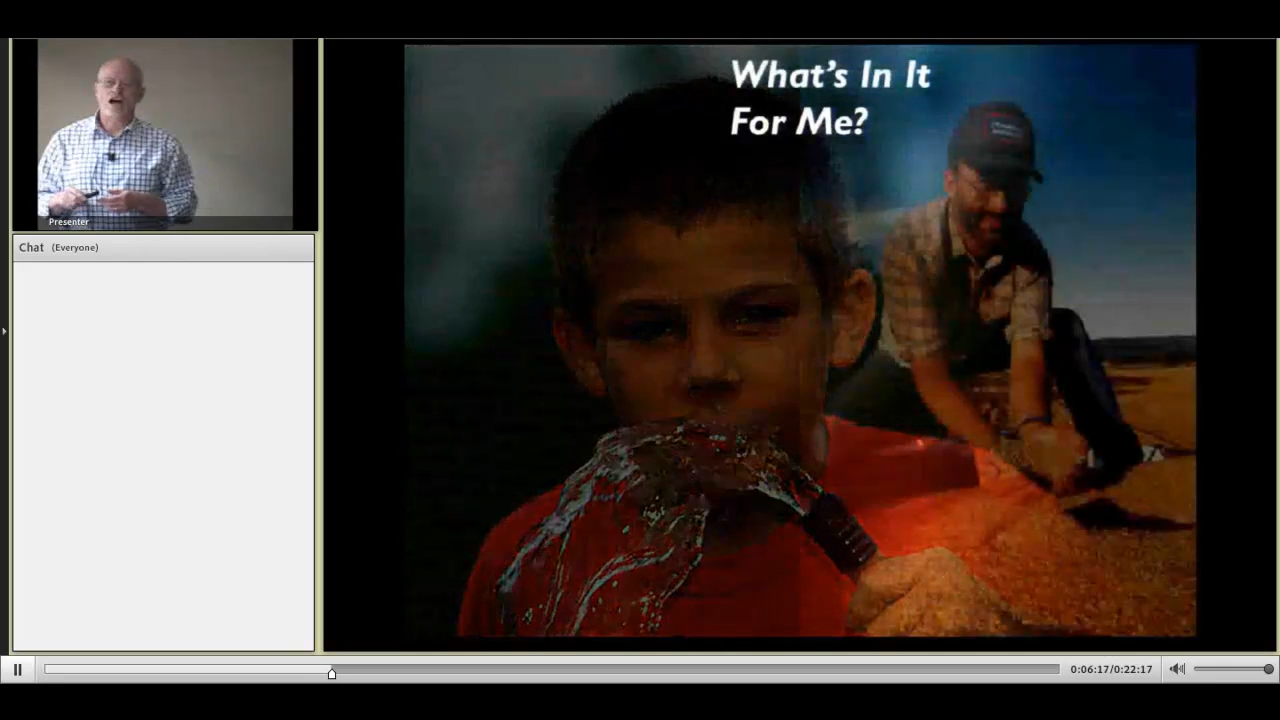 What's In It
For Me?
Presenter
Chat (Everyone)
0:06:17/0:22:17